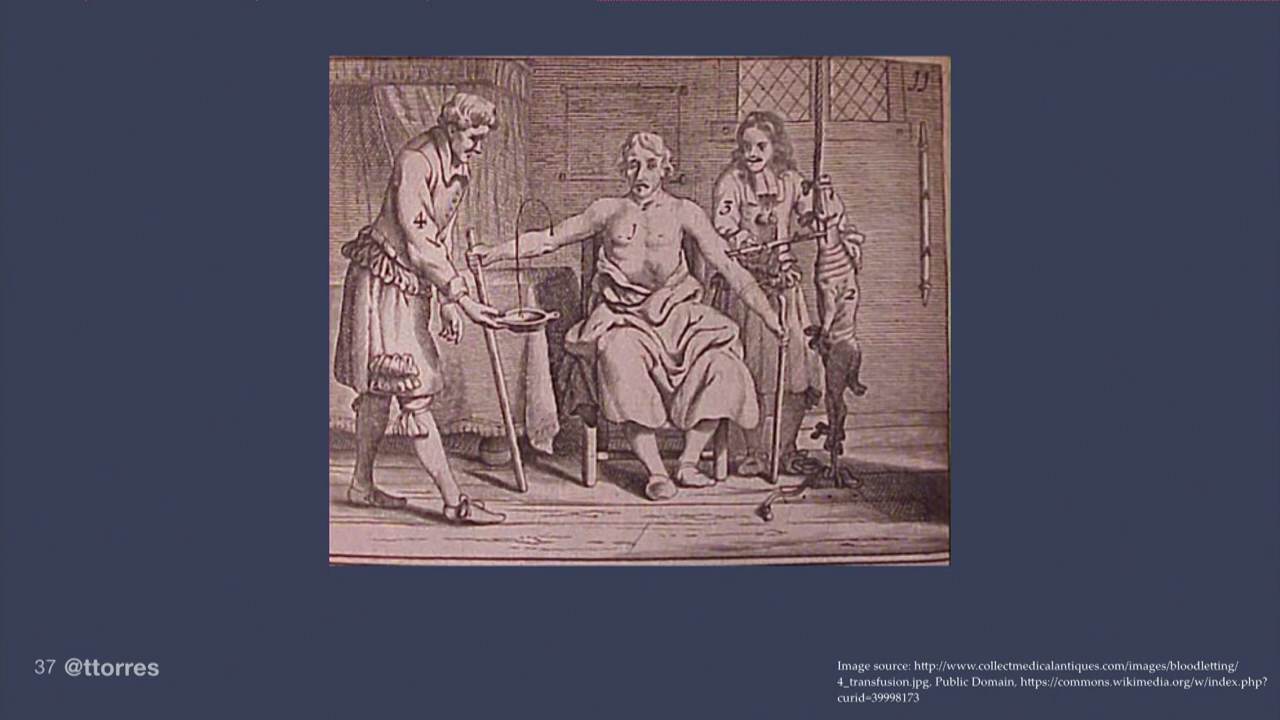 11
4
1
3
2
37 @ttorres
Image source: http://www.collectmedicalantiques.com/images/bloodletting/
4_transfusion.jpg, Public Domain, https://commons.wikimedia.org/w/index.php?
curid=39998173